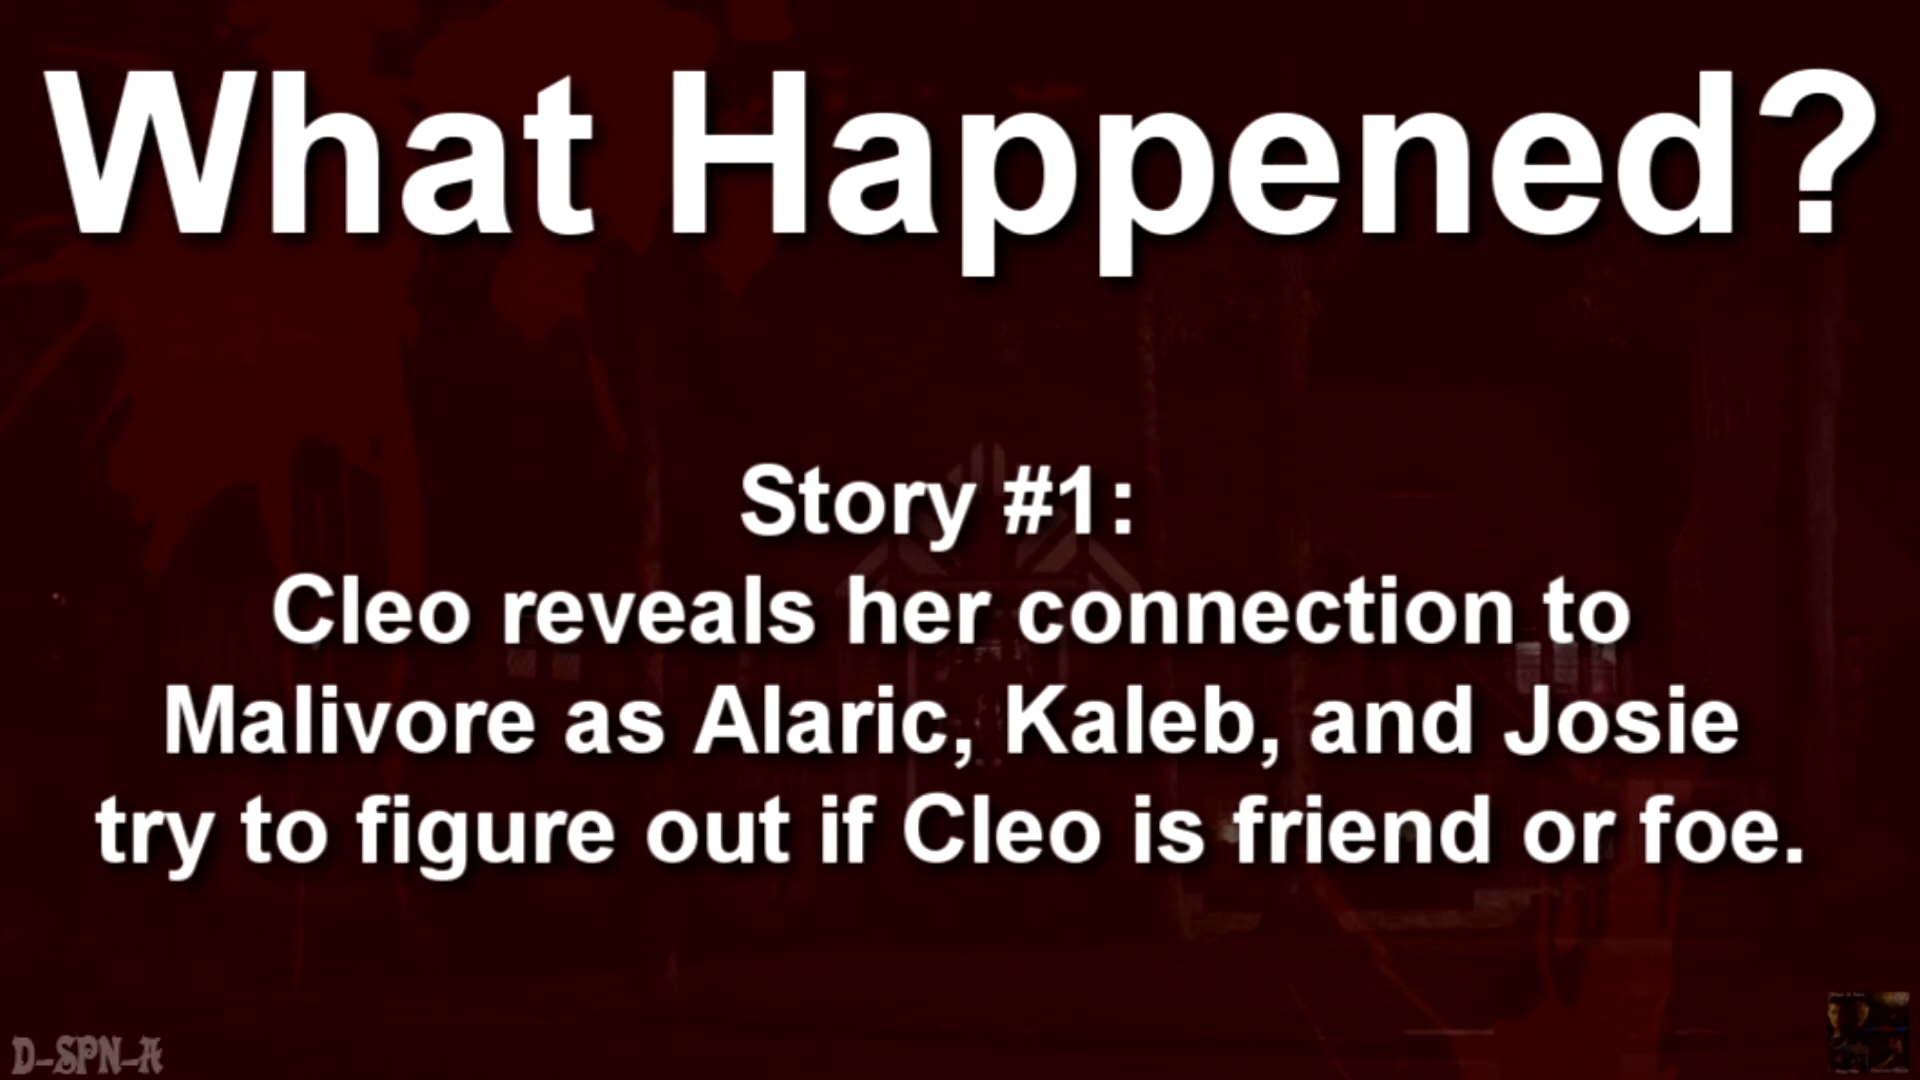 What Happened?
Story #1:
Cleo reveals her connection to
Malivore as Alaric, Kaleb, and Josie
try to figure out if Cleo is friend or foe.
D-SPN-A